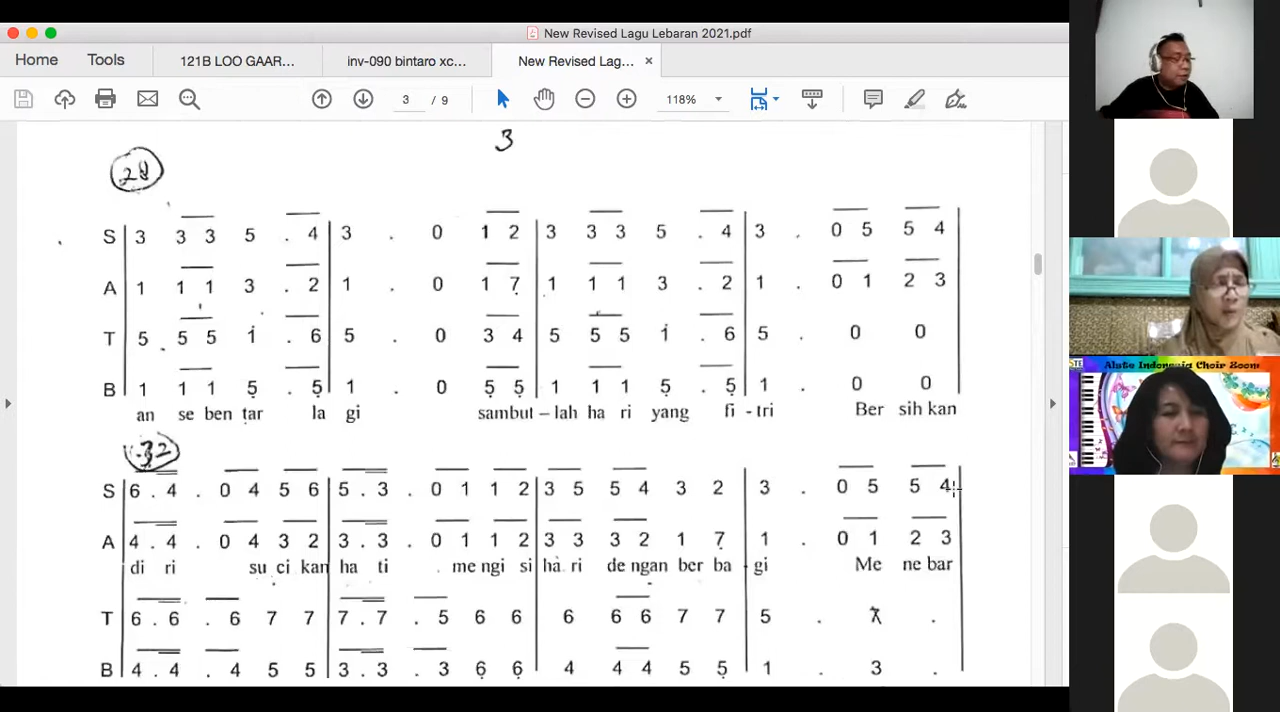 New Revised Lagu Lebaran 2021.pdf
Home Tools 121B LOO GAAR... inv-090 bintaro xc... New Revised Lag... ×
3 / 9 118%
3
28
S 3 3 3 5 . 4 | 3 . 0 1 2 | 3 3 3 5 . 4 | 3 . 0 5 5 4
A 1 1 1 3 . 2 | 1 . 0 1 7̣ | 1 1 1 3 . 2 | 1 . 0 1 2 3
T 5 5 5 1̇ . 6 | 5 . 0 3 4 | 5 5 5 1̇ . 6 | 5 . 0 0
B 1 1 1 5̣ . 5̣ | 1 . 0 5̣ 5̣ | 1 1 1 5̣ . 5̣ | 1 . 0 0
an se ben tar la gi sambut – lah ha ri yang fi - tri Ber sih kan
32
S 6 . 4 . 0 4 5 6 | 5 . 3 . 0 1 1 2 | 3 5 5 4 3 2 | 3 . 0 5 5 4
A 4 . 4 . 0 4 3 2 | 3 . 3 . 0 1 1 2 | 3 3 3 2 1 7̣ | 1 . 0 1 2 3
di ri su ci kan ha ti me ngi si ha ri de ngan ber ba - gi Me ne bar
T 6 . 6 . 6 7 7 | 7 . 7 . 5 6 6 | 6 6 6 7 7 | 5 . .
B 4 . 4 . 4 5 5 | 3 . 3 . 3 6̣ 6̣ | 4 4 4 5 5̣ | 1 . 3 .
Alute Indonesia Choir Zoom